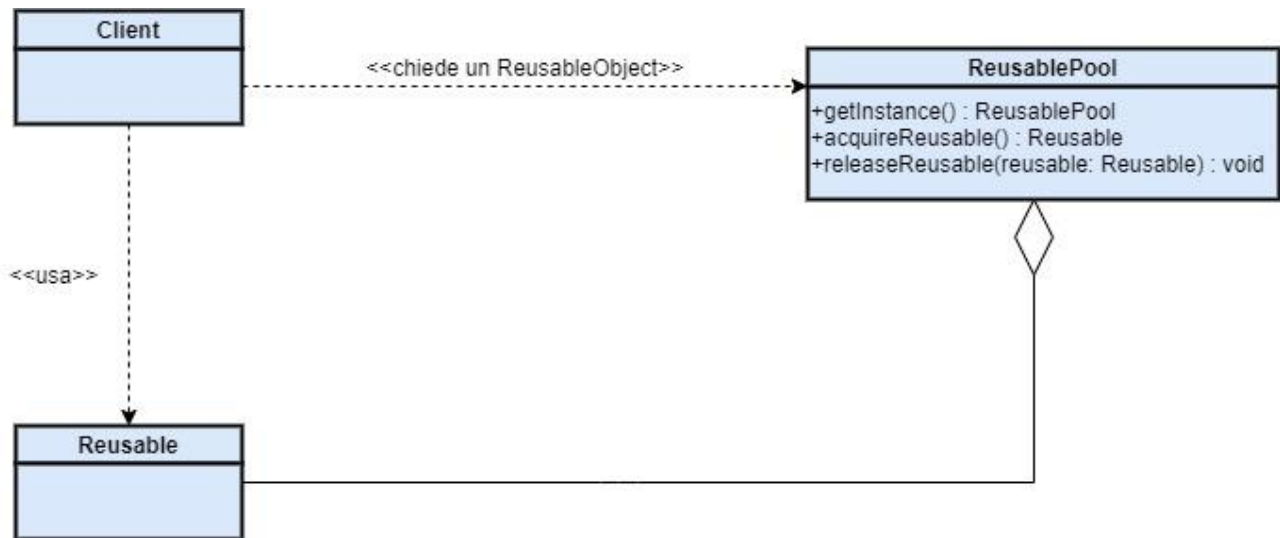 Client
<<chiede un ReusableObject>>
ReusablePool
+getInstance() : ReusablePool
+acquireReusable() : Reusable
+releaseReusable(reusable: Reusable) : void
<<usa>>
Reusable